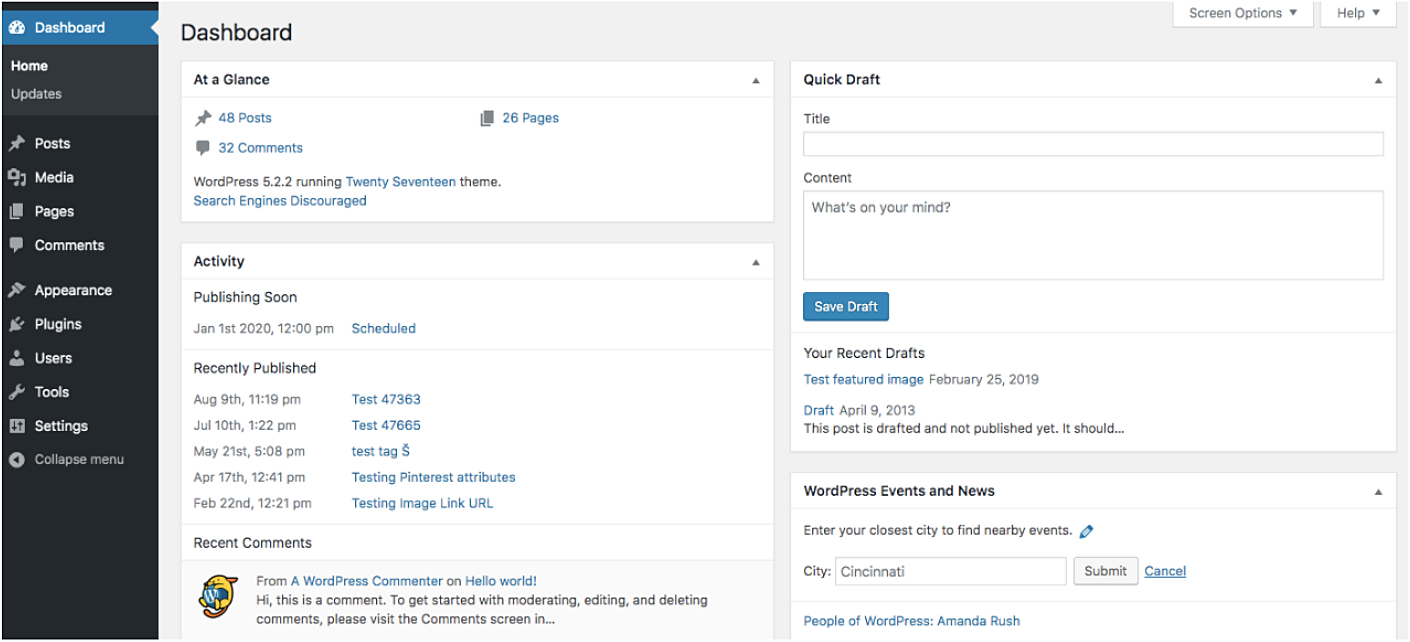 Dashboard
Home
Updates
Posts
Media
Pages
Comments
Appearance
Plugins
Users
Tools
Settings
Collapse menu
Screen Options ▼
Help ▼
Dashboard
At a Glance
48 Posts
26 Pages
32 Comments
WordPress 5.2.2 running Twenty Seventeen theme.
Search Engines Discouraged
Activity
Publishing Soon
Jan 1st 2020, 12:00 pm Scheduled
Recently Published
Aug 9th, 11:19 pm Test 47363
Jul 10th, 1:22 pm Test 47665
May 21st, 5:08 pm test tag Š
Apr 17th, 12:41 pm Testing Pinterest attributes
Feb 22nd, 12:21 pm Testing Image Link URL
Recent Comments
From A WordPress Commenter on Hello world!
Hi, this is a comment. To get started with moderating, editing, and deleting
comments, please visit the Comments screen in...
Quick Draft
Title
Content
What's on your mind?
Save Draft
Your Recent Drafts
Test featured image February 25, 2019
Draft April 9, 2013
This post is drafted and not published yet. It should...
WordPress Events and News
Enter your closest city to find nearby events.
City: Cincinnati Submit Cancel
People of WordPress: Amanda Rush